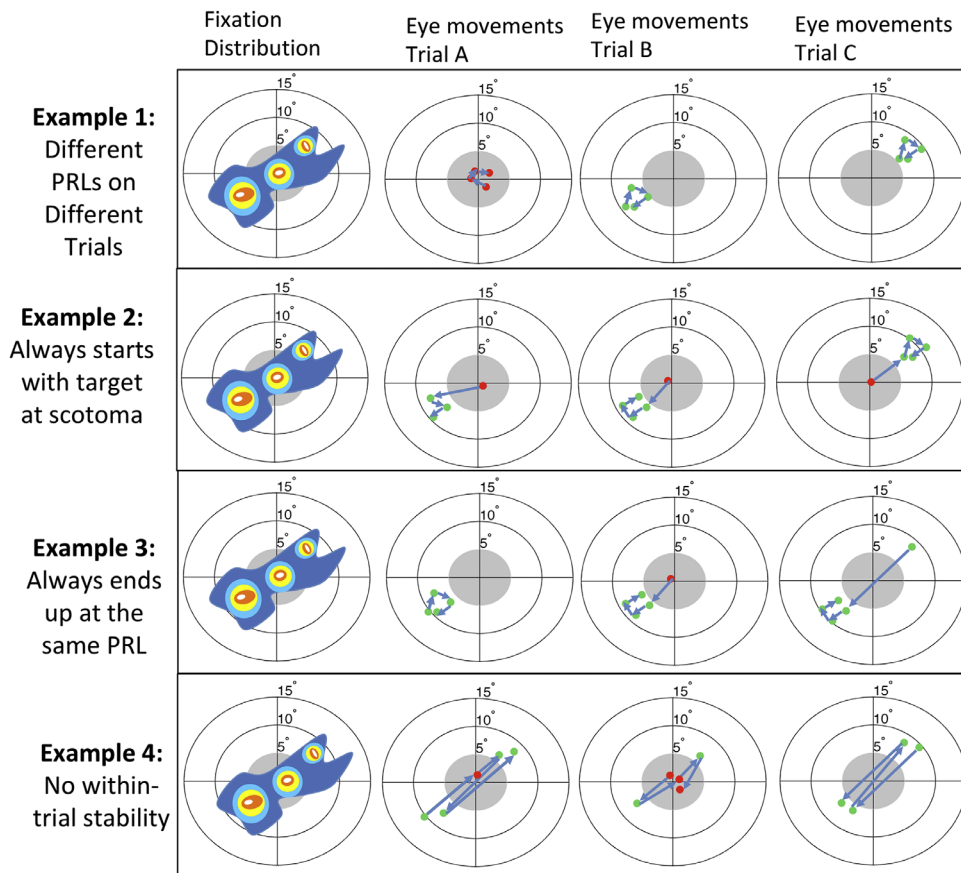 Fixation
Distribution
Eye movements
Trial A
Eye movements
Trial B
Eye movements
Trial C
Example 1:
Different
PRLs on
Different
Trials
15°
10°
5°
15°
10°
5°
15°
10°
5°
15°
10°
5°
Example 2:
Always starts
with target
at scotoma
15°
10°
5°
15°
10°
5°
15°
10°
5°
15°
10°
5°
Example 3:
Always ends
up at the
same PRL
15°
10°
5°
15°
10°
5°
15°
10°
5°
15°
10°
5°
Example 4:
No within-
trial stability
15°
10°
5°
15°
10°
5°
15°
10°
5°
15°
10°
5°